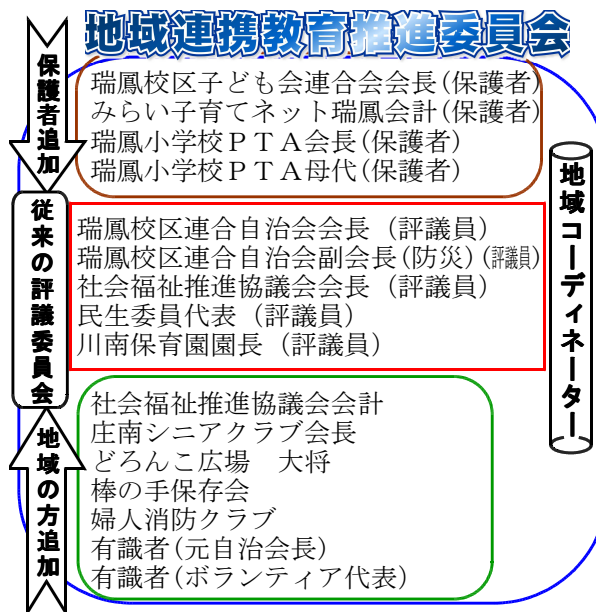 地域連携教育推進委員会
保護者追加
瑞鳳校区子ども会連合会会長(保護者)
みらい子育てネット瑞鳳会計(保護者)
瑞鳳小学校PTA会長(保護者)
瑞鳳小学校PTA母代(保護者)
従来の評議委員会
瑞鳳校区連合自治会会長(評議員)
瑞鳳校区連合自治会副会長(防災)(評議員)
社会福祉推進協議会会長(評議員)
民生委員代表(評議員)
川南保育園園長(評議員)
地域の方追加
社会福祉推進協議会会計
庄南シニアクラブ会長
どろんこ広場 大将
棒の手保存会
婦人消防クラブ
有識者(元自治会長)
有識者(ボランティア代表)
地域コーディネーター